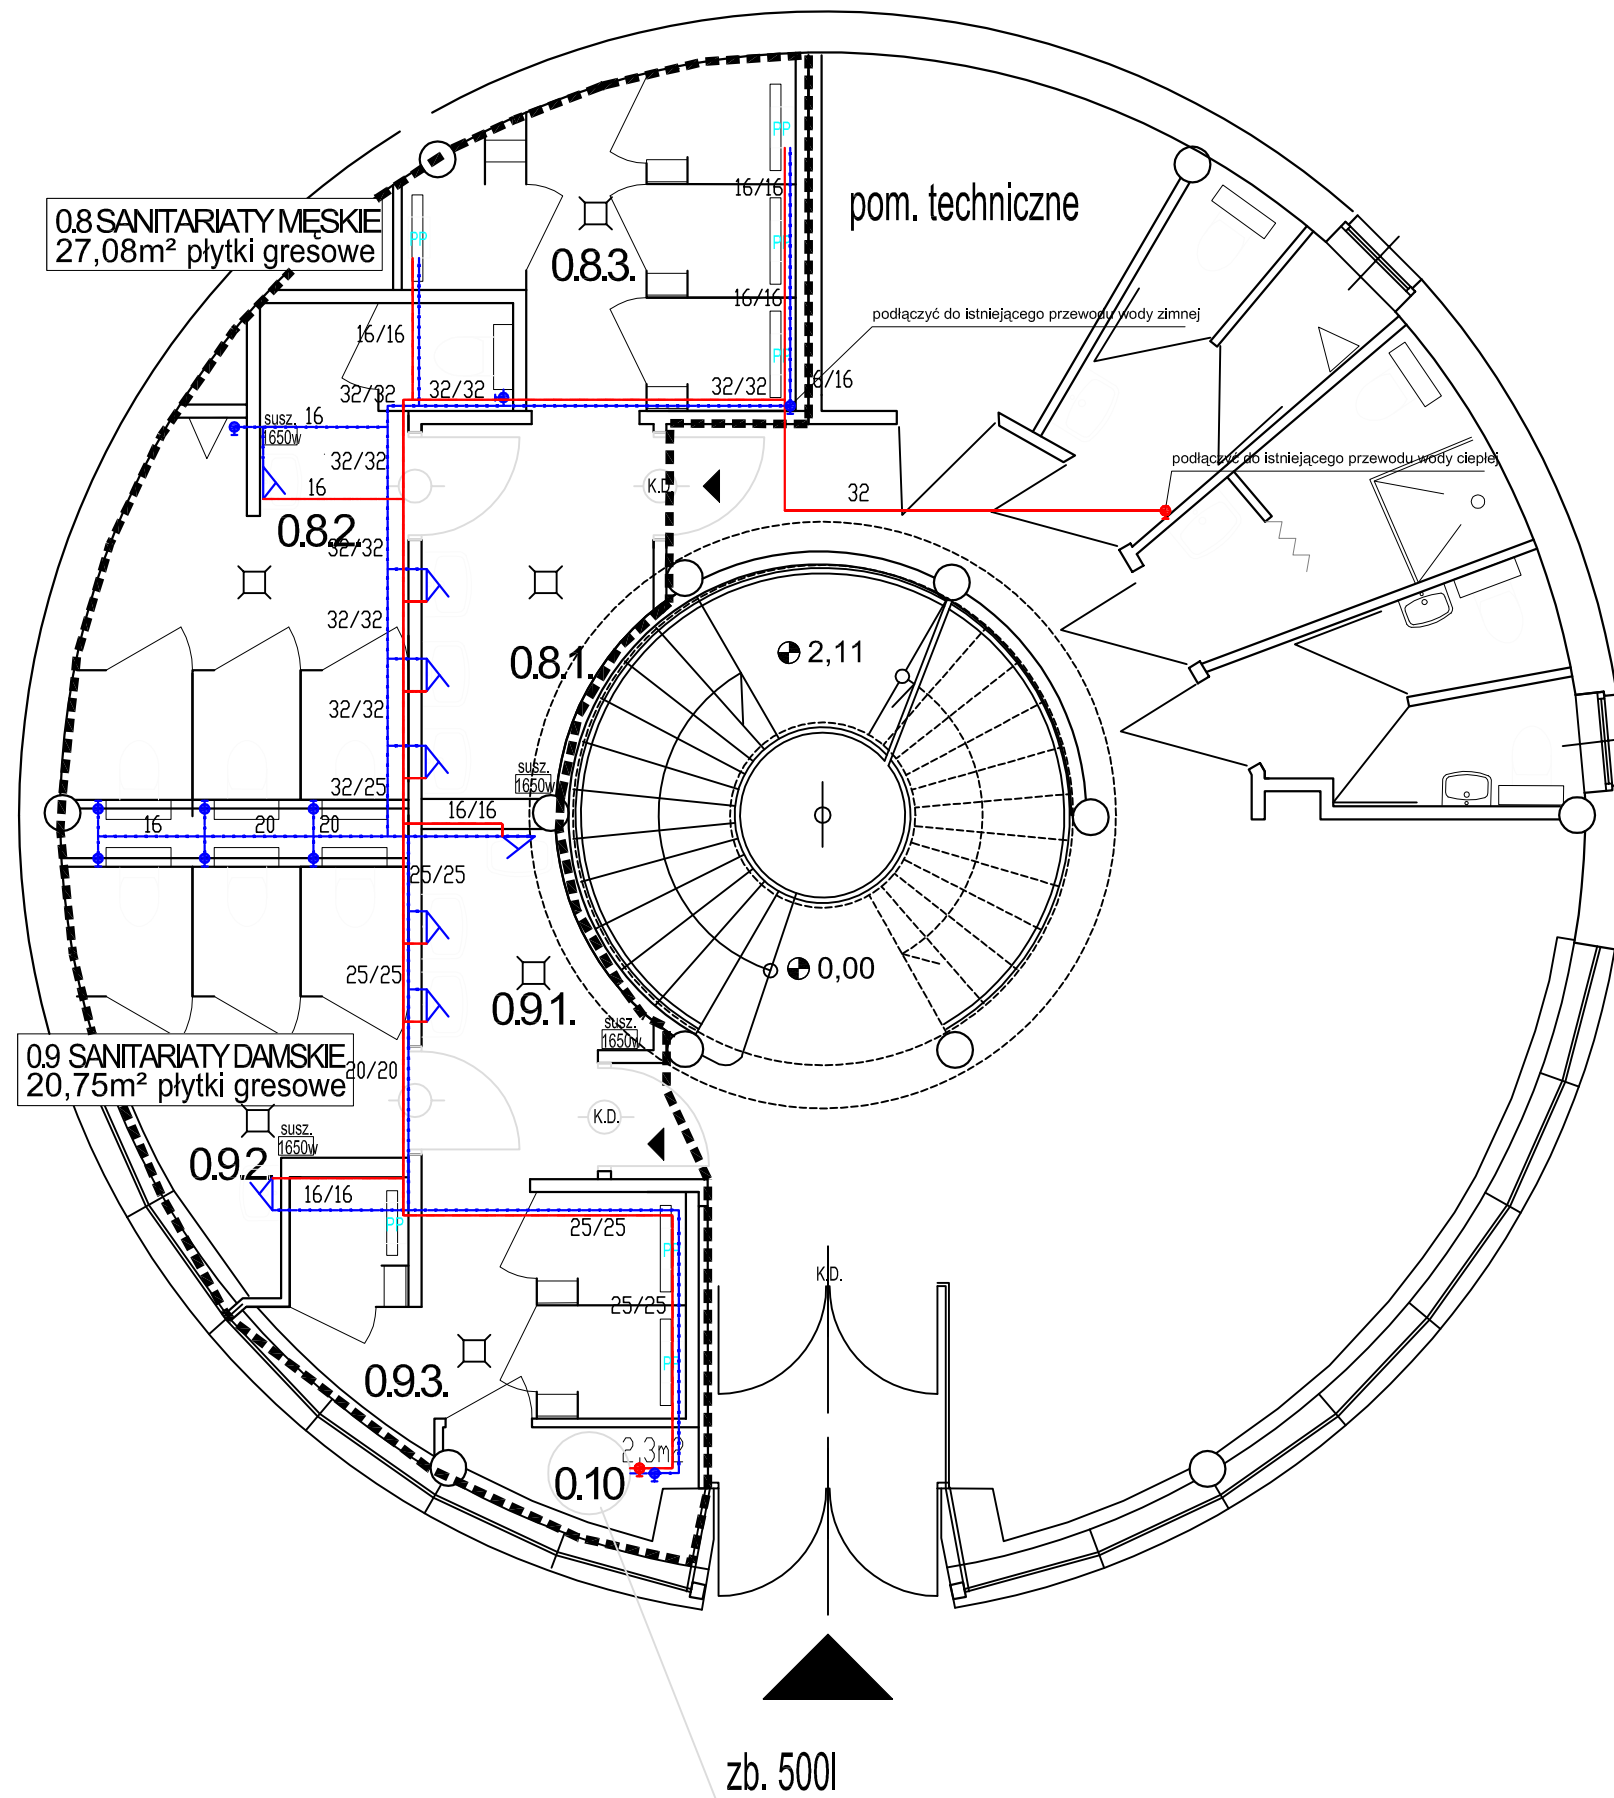 PP
16/16
pom. techniczne
0.8 SANITARIATY MĘSKIE
27,08m² płytki gresowe
PP
0.8.3.
16/16
podłączyć do istniejącego przewodu wody zimnej
16/16
32/32
32/32
32/32
susz.
1650w
16
32/32
podłączyć do istniejącego przewodu wody ciepłej
16
K.D.
32
0.8.2.
32/32
32/32
0.8.1.
2,11
32/32
susz.
1650w
32/25
16/16
16
20
20
25/25
25/25
0,00
0.9.1.
susz.
1650w
0.9 SANITARIATY DAMSKIE
20,75m² płytki gresowe
20/20
K.D.
susz.
1650w
0.9.2.
16/16
PP
25/25
K.D.
25/25
0.9.3.
0.10
zb. 500l